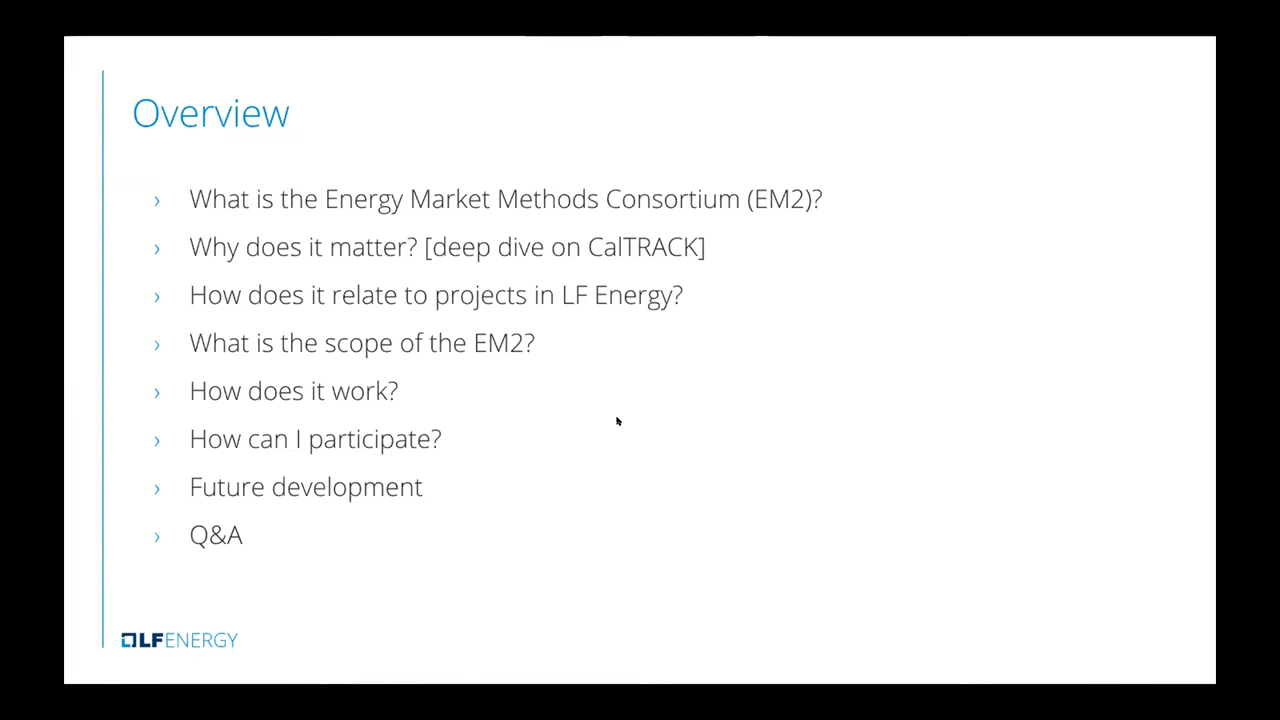 Overview
› What is the Energy Market Methods Consortium (EM2)?
› Why does it matter? [deep dive on CalTRACK]
› How does it relate to projects in LF Energy?
› What is the scope of the EM2?
› How does it work?
› How can I participate?
› Future development
› Q&A
LFENERGY